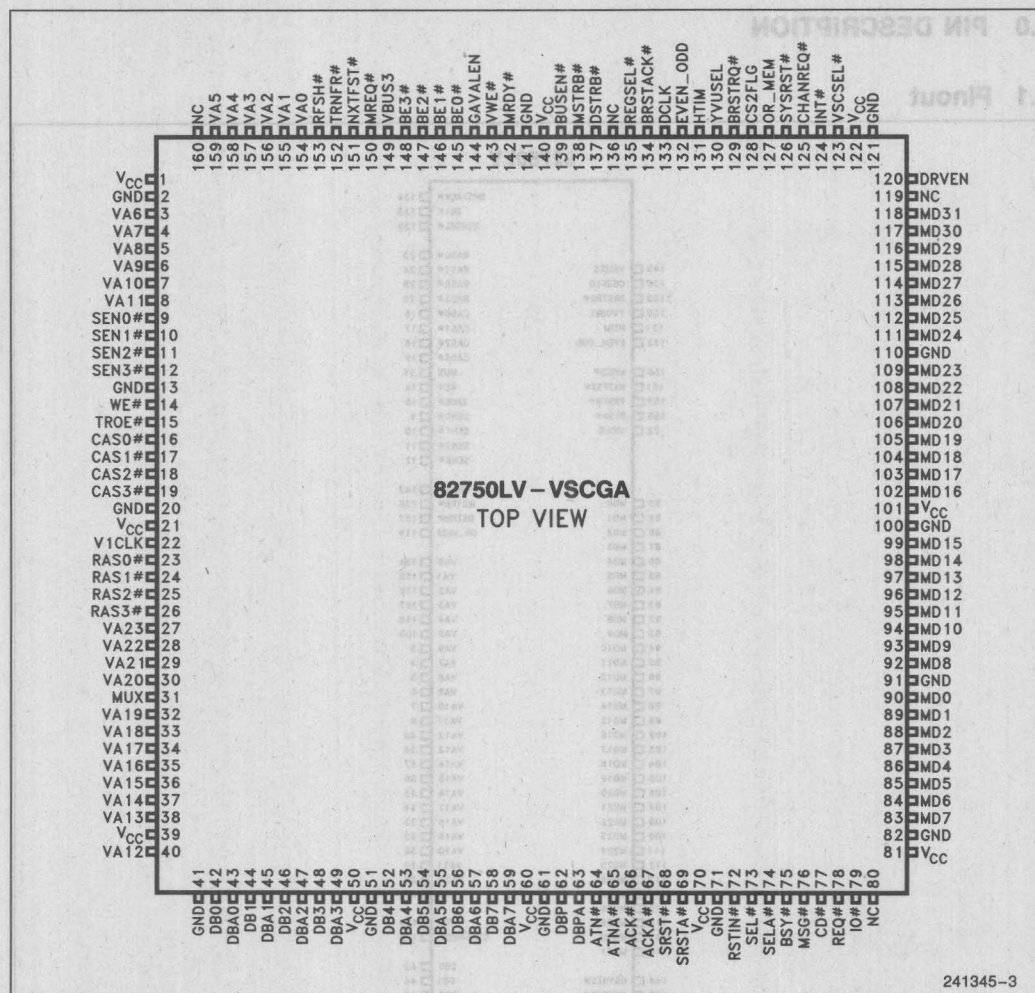 NC VA5 VA4 VA3 VA2 VA1 VA0 RFSH# TRNFR# NXTFST# MREQ# VBUS3 BE3# BE2# BE1# BE0# GAVALEN VWE# MRDY# GND VCC BUSEN# MSTRB# DSTRB# NC REGSEL# BRSTACK# DCLK EVEN_ODD HTIM YVUSEL BRSTRQ# CS2FLG OR_MEM SYSRST# CHANREQ# INT# VSCSEL# VCC GND
160 159 158 157 156 155 154 153 152 151 150 149 148 147 146 145 144 143 142 141 140 139 138 137 136 135 134 133 132 131 130 129 128 127 126 125 124 123 122 121
VCC 1
GND 2
VA6 3
VA7 4
VA8 5
VA9 6
VA10 7
VA11 8
SEN0# 9
SEN1# 10
SEN2# 11
SEN3# 12
GND 13
WE# 14
TROE# 15
CAS0# 16
CAS1# 17
CAS2# 18
CAS3# 19
GND 20
VCC 21
V1CLK 22
RAS0# 23
RAS1# 24
RAS2# 25
RAS3# 26
VA23 27
VA22 28
VA21 29
VA20 30
MUX 31
VA19 32
VA18 33
VA17 34
VA16 35
VA15 36
VA14 37
VA13 38
VCC 39
VA12 40
82750LV – VSCGA
TOP VIEW
120 DRVEN
119 NC
118 MD31
117 MD30
116 MD29
115 MD28
114 MD27
113 MD26
112 MD25
111 MD24
110 GND
109 MD23
108 MD22
107 MD21
106 MD20
105 MD19
104 MD18
103 MD17
102 MD16
101 VCC
100 GND
99 MD15
98 MD14
97 MD13
96 MD12
95 MD11
94 MD10
93 MD9
92 MD8
91 GND
90 MD0
89 MD1
88 MD2
87 MD3
86 MD4
85 MD5
84 MD6
83 MD7
82 GND
81 VCC
41 42 43 44 45 46 47 48 49 50 51 52 53 54 55 56 57 58 59 60 61 62 63 64 65 66 67 68 69 70 71 72 73 74 75 76 77 78 79 80
GND DB0 DBA0 DB1 DBA1 DB2 DBA2 DB3 DBA3 VCC GND DB4 DBA4 DB5 DBA5 DB6 DBA6 DB7 DBA7 VCC GND DBP DBPA ATN# ATNA# ACK# ACKA# SRST# SRSTA# VCC GND RSTIN# SEL# SELA# BSY# MSG# CD# REQ# IO# NC
241345–3